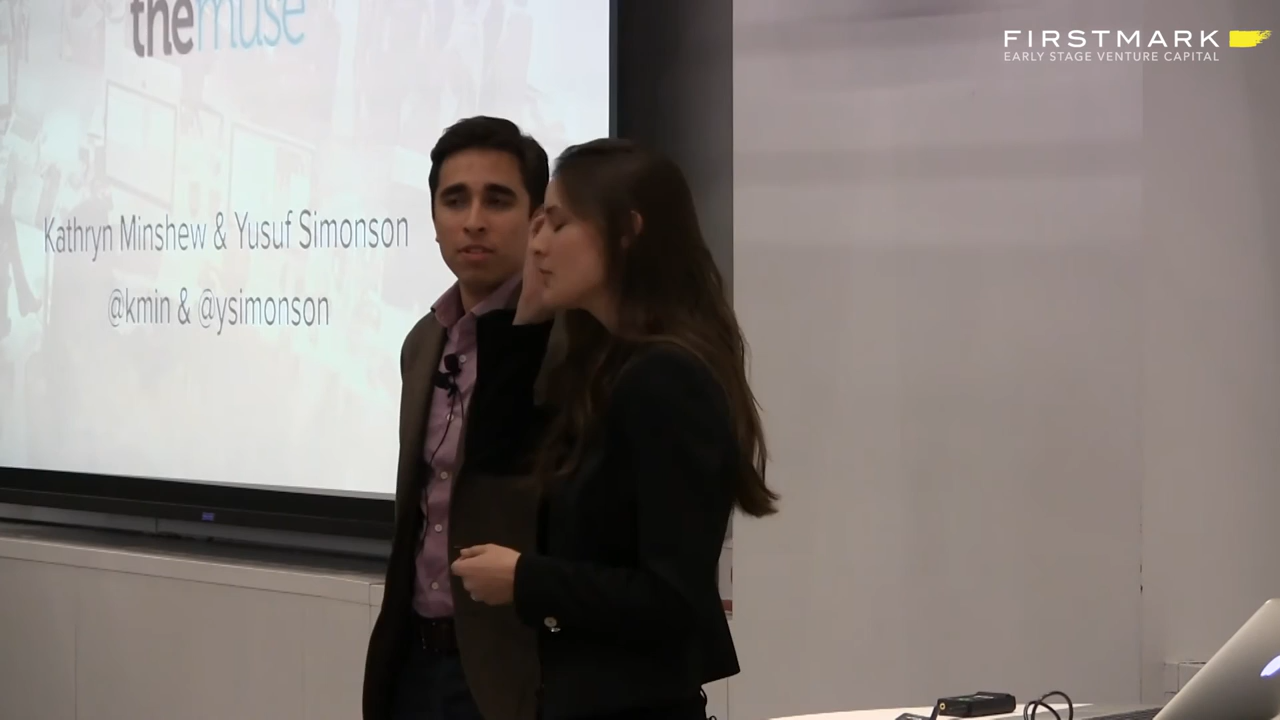 themuse
FIRSTMARK
EARLY STAGE VENTURE CAPITAL
Kathryn Minshew & Yusuf Simonson
@kmin & @ysimonson